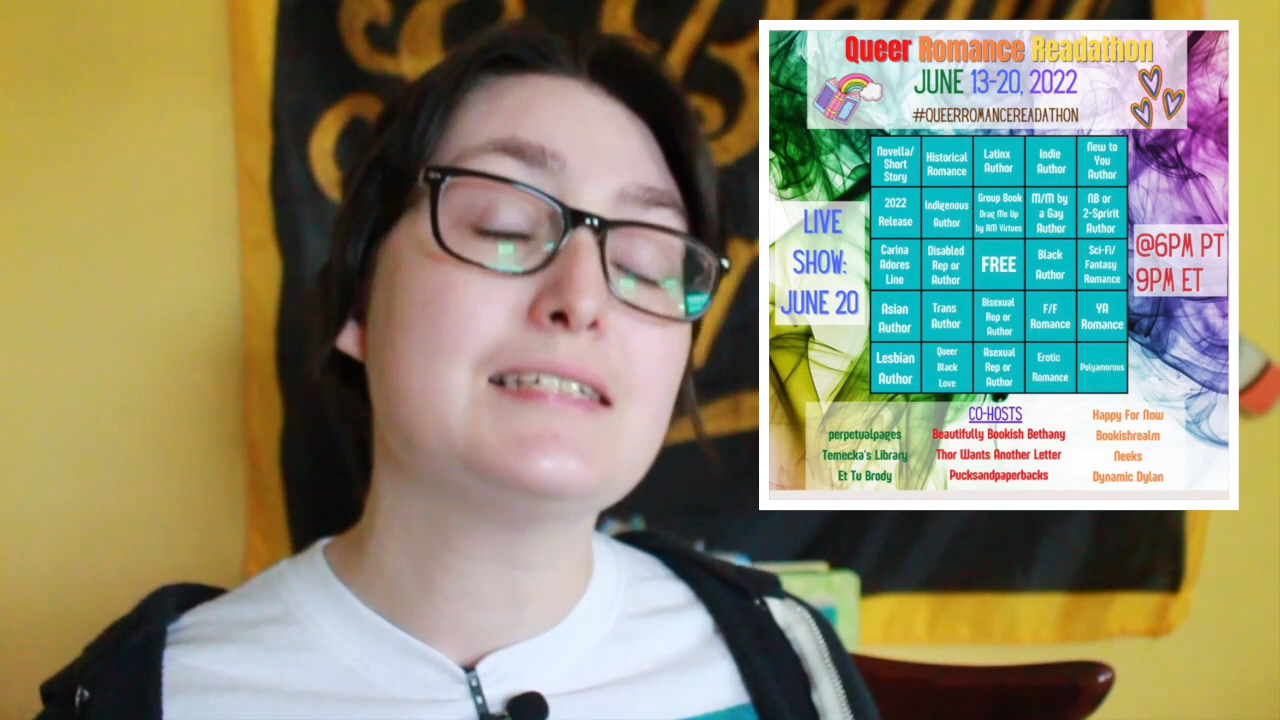 Queer Romance Readathon
JUNE 13-20, 2022
#QUEERROMANCEREADATHON
Novella/
Short
Story
Historical
Romance
Latinx
Author
Indie
Author
New to
You
Author
2022
Release
Indigenous
Author
Group Book
Drag Me Up
by RM Virtues
M/M by
a Gay
Author
NB or
2-Spririt
Author
Carina
Adores
Line
Disabled
Rep or
Author
FREE
Black
Author
Sci-Fi/
Fantasy
Romance
Asian
Author
Trans
Author
Bisexual
Rep or
Author
F/F
Romance
YA
Romance
Lesbian
Author
Queer
Black
Love
Asexual
Rep or
Author
Erotic
Romance
Polyamorous
LIVE
SHOW:
JUNE 20
@6PM PT
9PM ET
CO-HOSTS
perpetualpages
Temecka's Library
Et Tu Brody
Beautifully Bookish Bethany
Thor Wants Another Letter
Pucksandpaperbacks
Happy For Now
Bookishrealm
Neeks
Dynamic Dylan